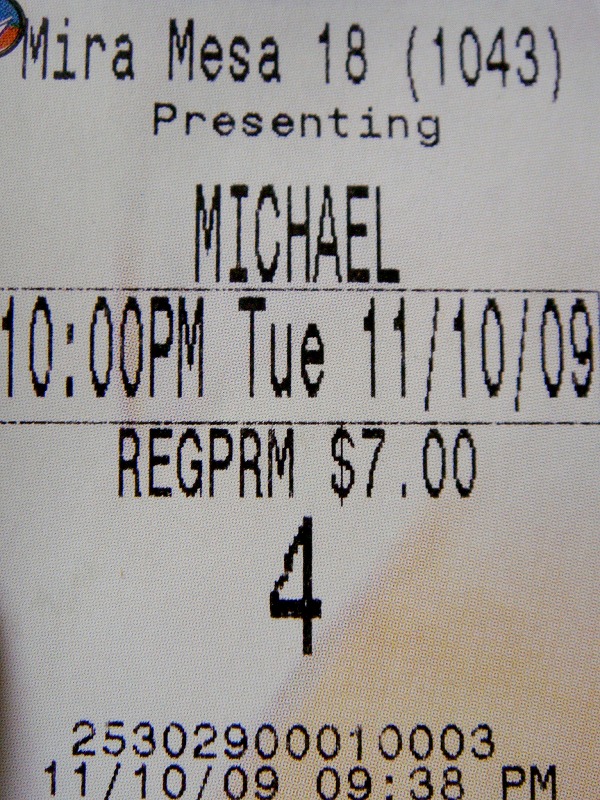 Mira Mesa 18 (1043)
Presenting
MICHAEL
10:00PM Tue 11/10/09
REGPRM $7.00
4
25302900010003
11/10/09 09:38 PM